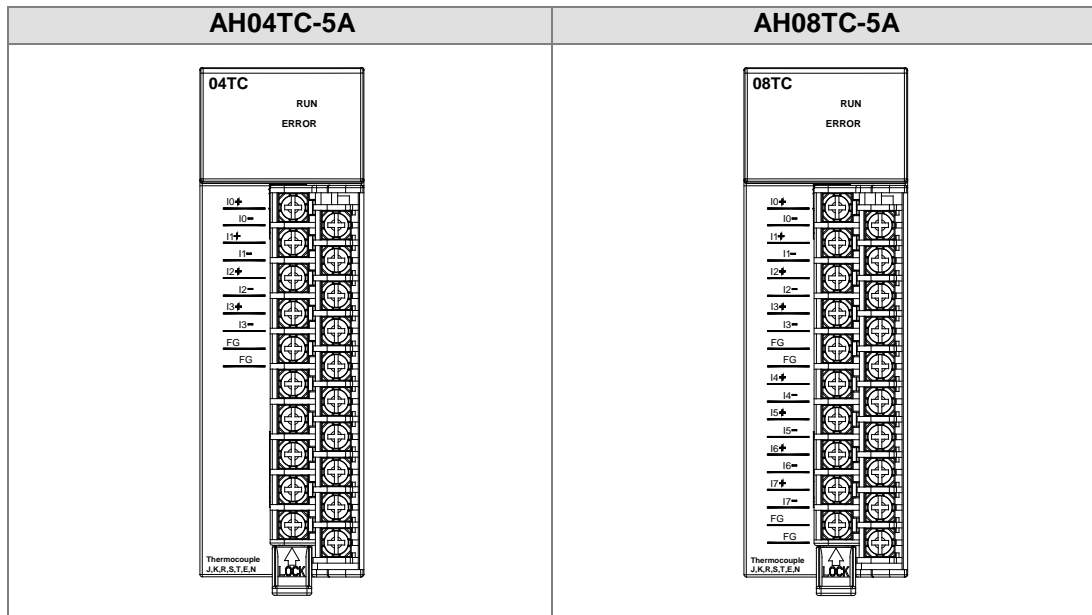 AH04TC-5A
AH08TC-5A
04TC
RUN
ERROR
I0+
I0-
I1+
I1-
I2+
I2-
I3+
I3-
FG
FG
Thermocouple
J,K,R,S,T,E,N
LOCK
08TC
RUN
ERROR
I0+
I0-
I1+
I1-
I2+
I2-
I3+
I3-
FG
FG
I4+
I4-
I5+
I5-
I6+
I6-
I7+
I7-
FG
FG
Thermocouple
J,K,R,S,T,E,N
LOCK